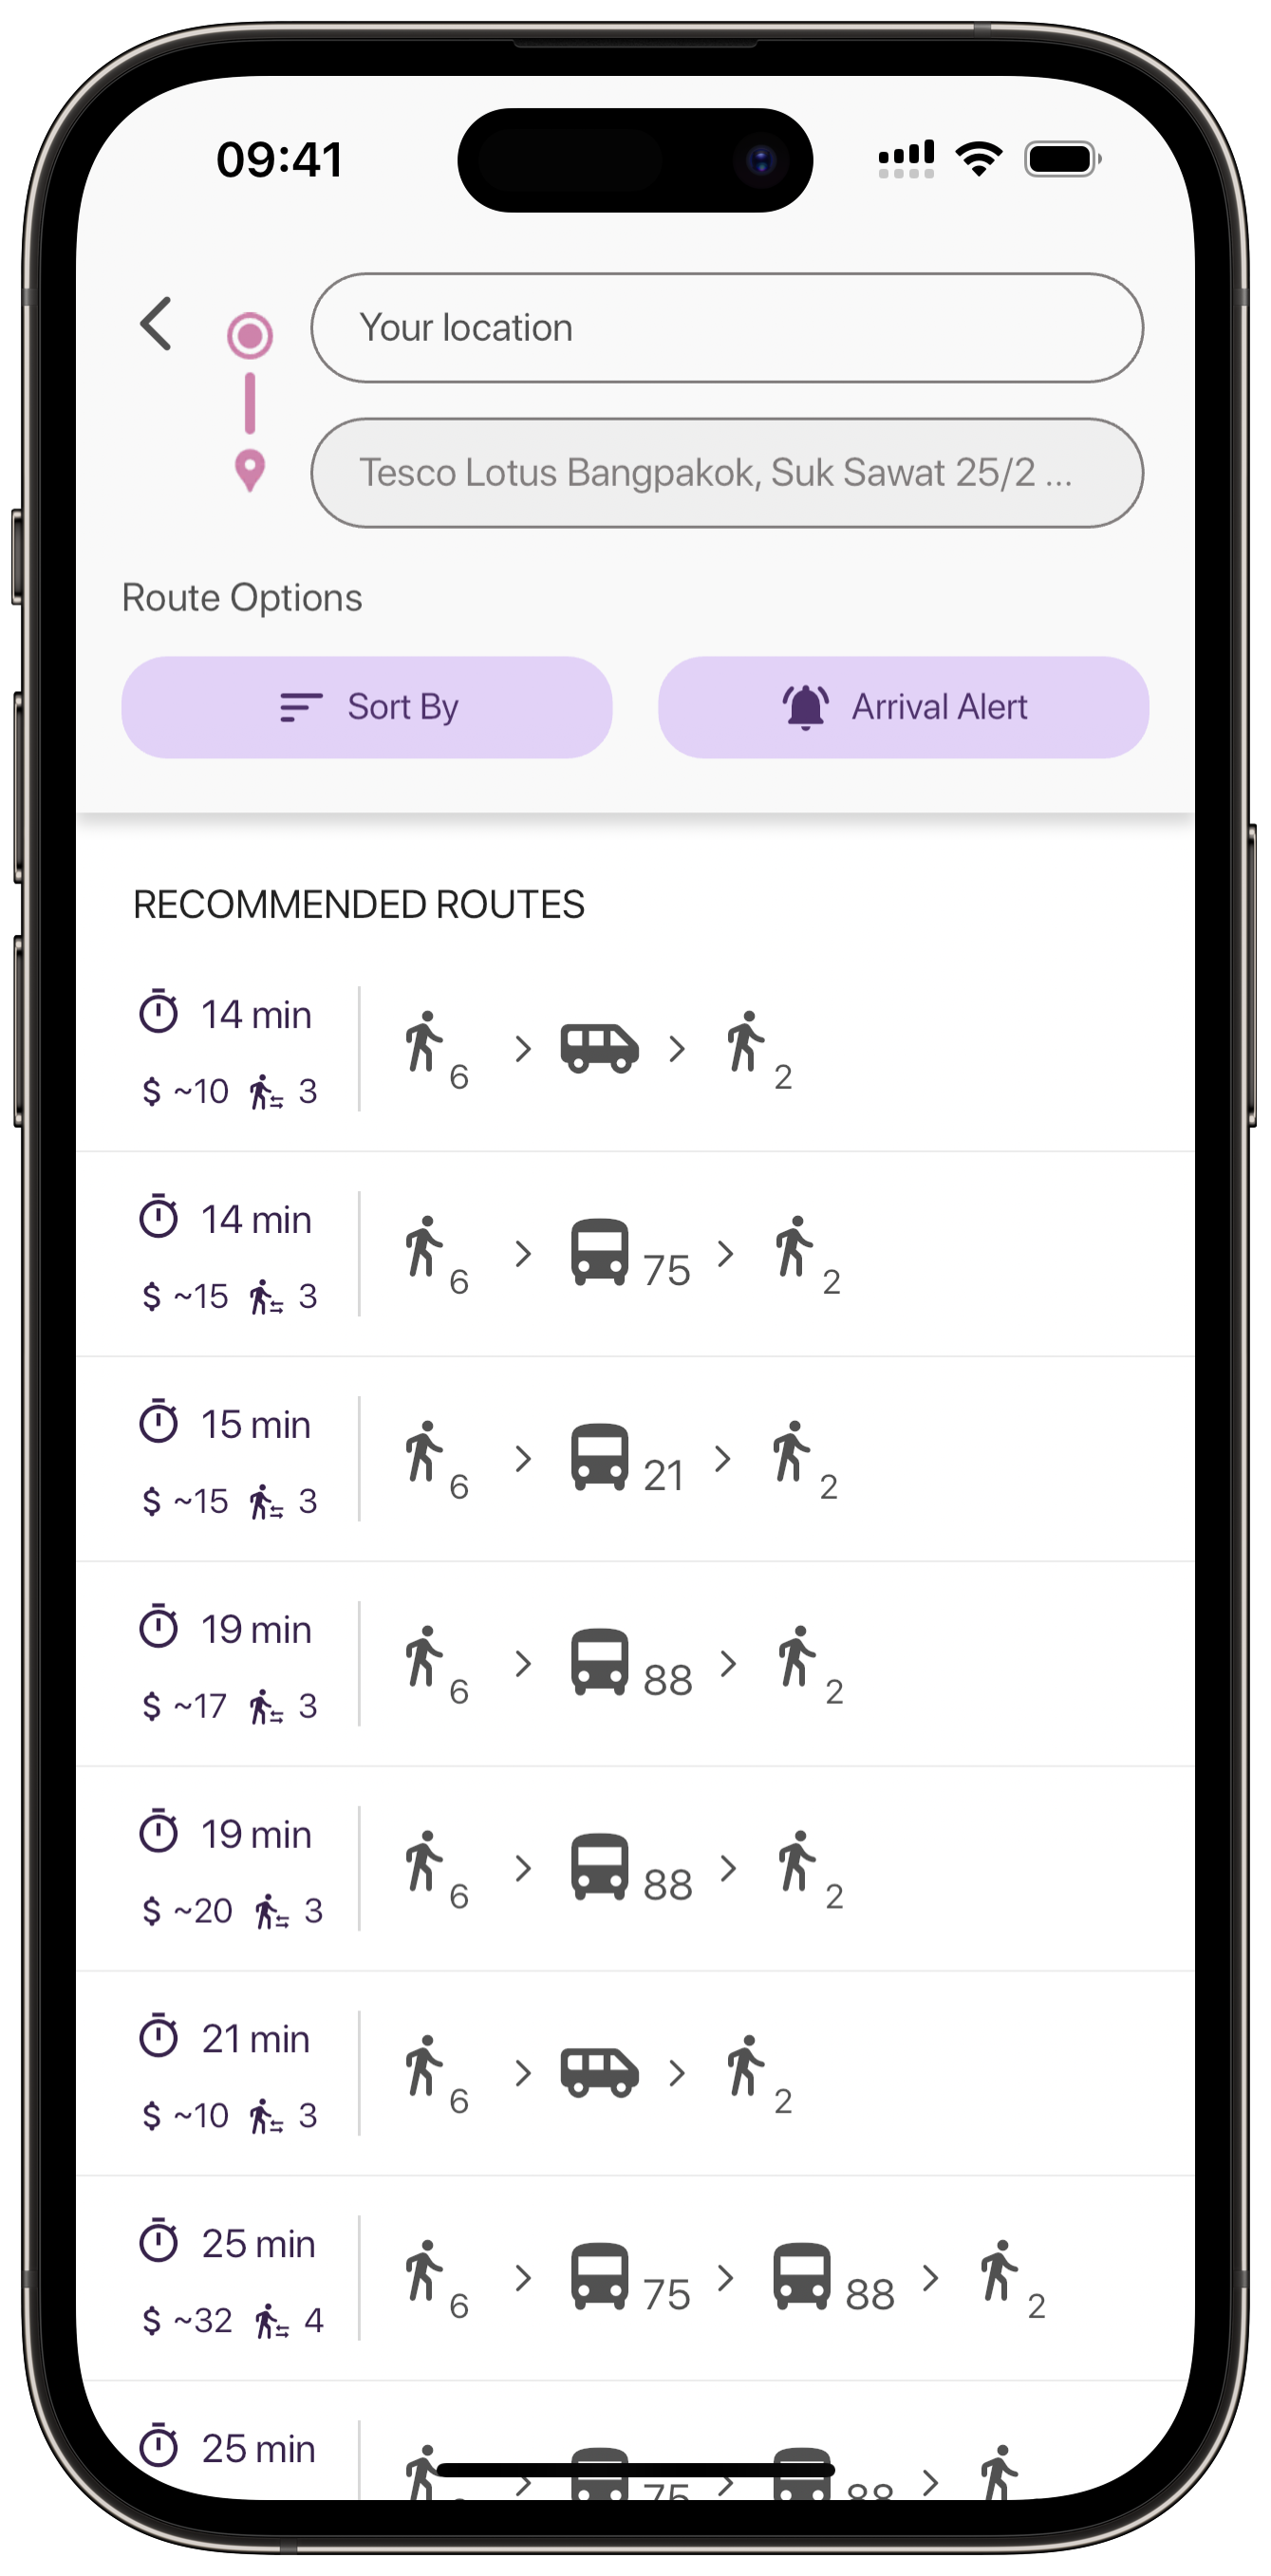 09:41
Your location
Tesco Lotus Bangpakok, Suk Sawat 25/2 ...
Route Options
Sort By
Arrival Alert
RECOMMENDED ROUTES
14 min
6 > > 2
$ ~10 3
14 min
6 > 75 > 2
$ ~15 3
15 min
6 > 21 > 2
$ ~15 3
19 min
6 > 88 > 2
$ ~17 3
19 min
6 > 88 > 2
$ ~20 3
21 min
6 > > 2
$ ~10 3
25 min
6 > 75 > 88 > 2
$ ~32 4
25 min
75 > 88 >